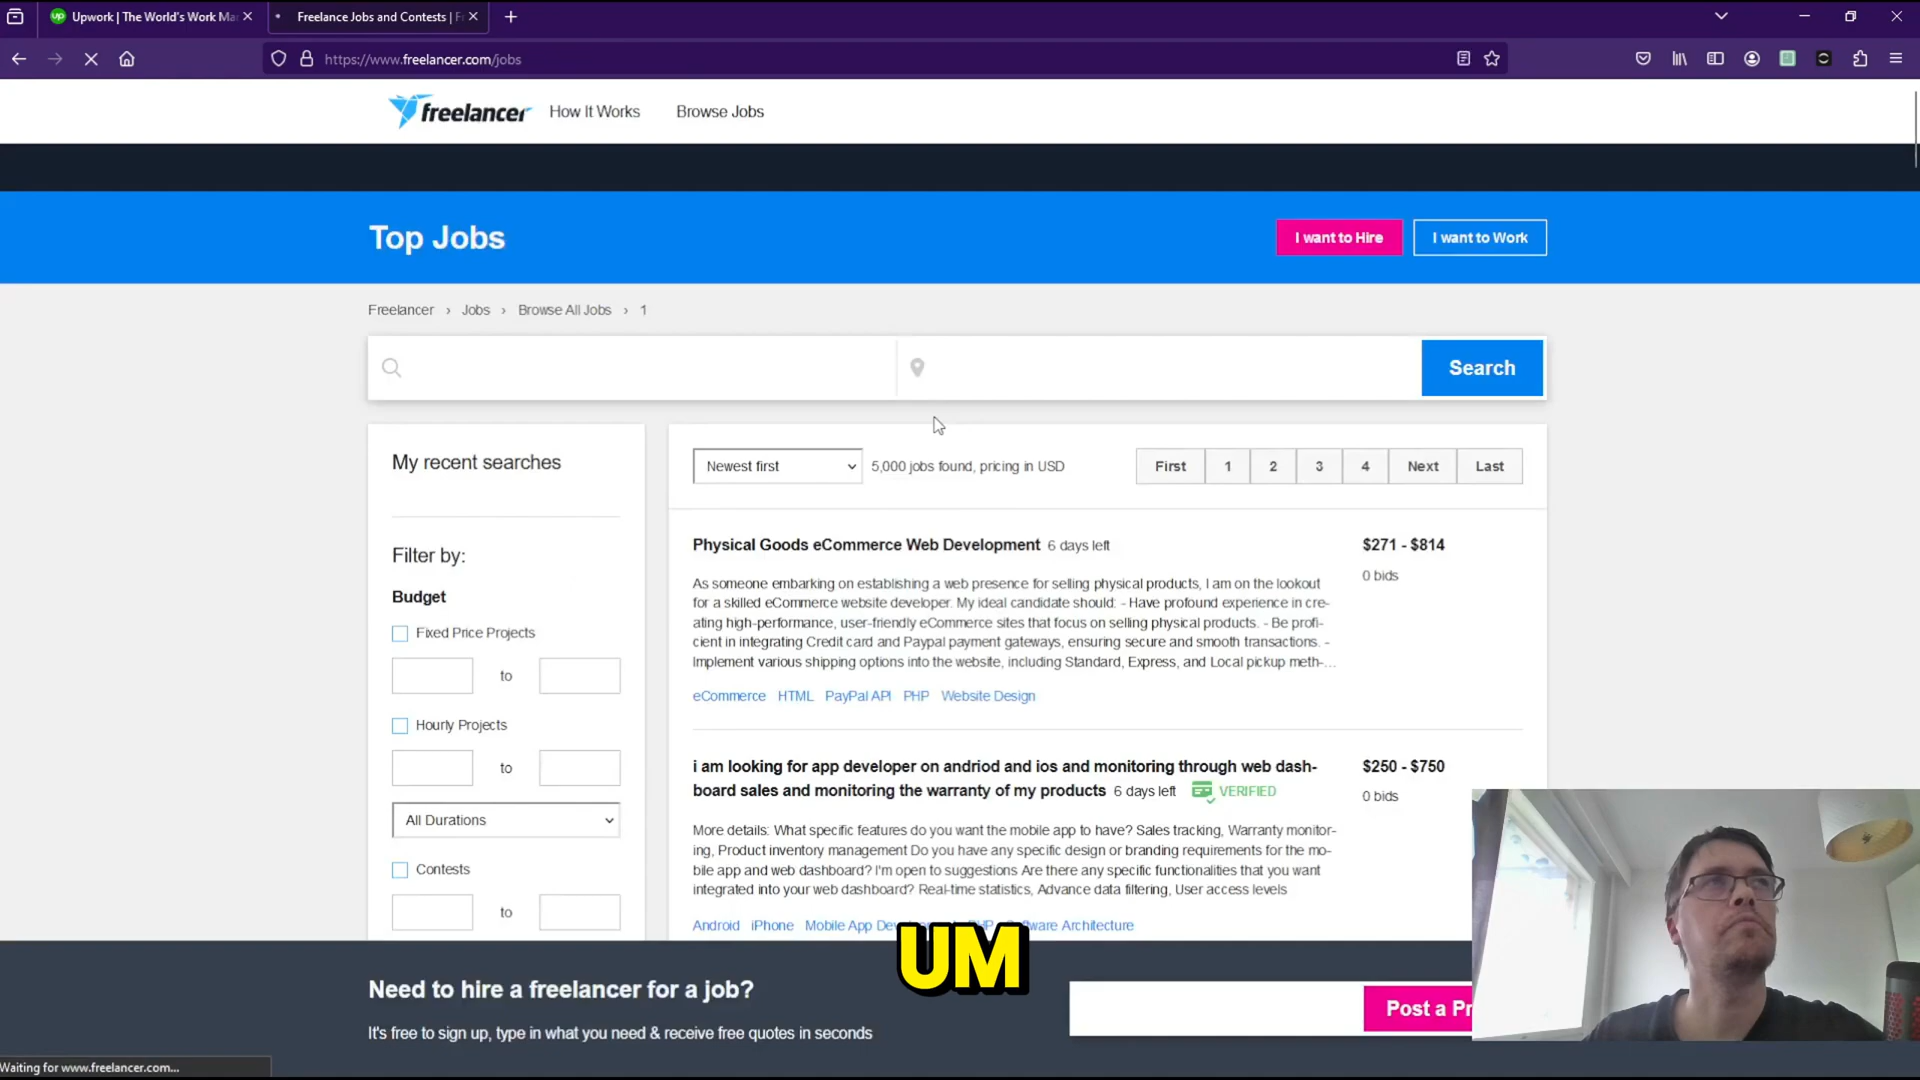 Upwork | The World's Work Ma
Freelance Jobs and Contests | F
https://www.freelancer.com/jobs
freelancer
How It Works
Browse Jobs
Top Jobs
I want to Hire
I want to Work
Freelancer › Jobs › Browse All Jobs › 1
Search
My recent searches
Filter by:
Budget
Fixed Price Projects
to
Hourly Projects
to
All Durations
Contests
to
Newest first
5,000 jobs found, pricing in USD
First 1 2 3 4 Next Last
Physical Goods eCommerce Web Development 6 days left
$271 - $814
0 bids
As someone embarking on establishing a web presence for selling physical products, I am on the lookout
for a skilled eCommerce website developer. My ideal candidate should: - Have profound experience in cre-
ating high-performance, user-friendly eCommerce sites that focus on selling physical products. - Be profi-
cient in integrating Credit card and Paypal payment gateways, ensuring secure and smooth transactions. -
Implement various shipping options into the website, including Standard, Express, and Local pickup meth-...
eCommerce HTML PayPal API PHP Website Design
i am looking for app developer on andriod and ios and monitoring through web dash-
board sales and monitoring the warranty of my products 6 days left VERIFIED
$250 - $750
0 bids
More details: What specific features do you want the mobile app to have? Sales tracking, Warranty monitor-
ing, Product inventory management Do you have any specific design or branding requirements for the mo-
bile app and web dashboard? I'm open to suggestions Are there any specific functionalities that you want
integrated into your web dashboard? Real-time statistics, Advance data filtering, User access levels
Android iPhone Mobile App Dev PHP Software Architecture
UM
Need to hire a freelancer for a job?
It's free to sign up, type in what you need & receive free quotes in seconds
Post a Pr
Waiting for www.freelancer.com...